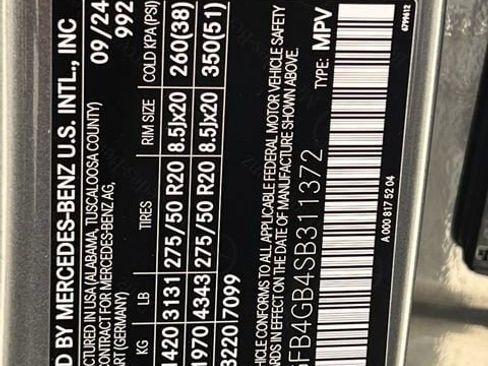 D BY MERCEDES-BENZ U.S. INTL., INC
09/24
992
CTURED IN USA (ALABAMA, TUSCALOOSA COUNTY)
CONTRACT FOR MERCEDES-BENZ AG,
ART (GERMANY)
KG LB TIRES RIM SIZE COLD KPA (PSI)
1420 3131 275/50 R20 8.5Jx20 260(38)
1970 4343 275/50 R20 8.5Jx20 350(51)
3220 7099
HICLE CONFORMS TO ALL APPLICABLE FEDERAL MOTOR VEHICLE SAFETY
ARDS IN EFFECT ON THE DATE OF MANUFACTURE SHOWN ABOVE.
GFB4GB4SB311372
TYPE: MPV
A 000 817 52 04